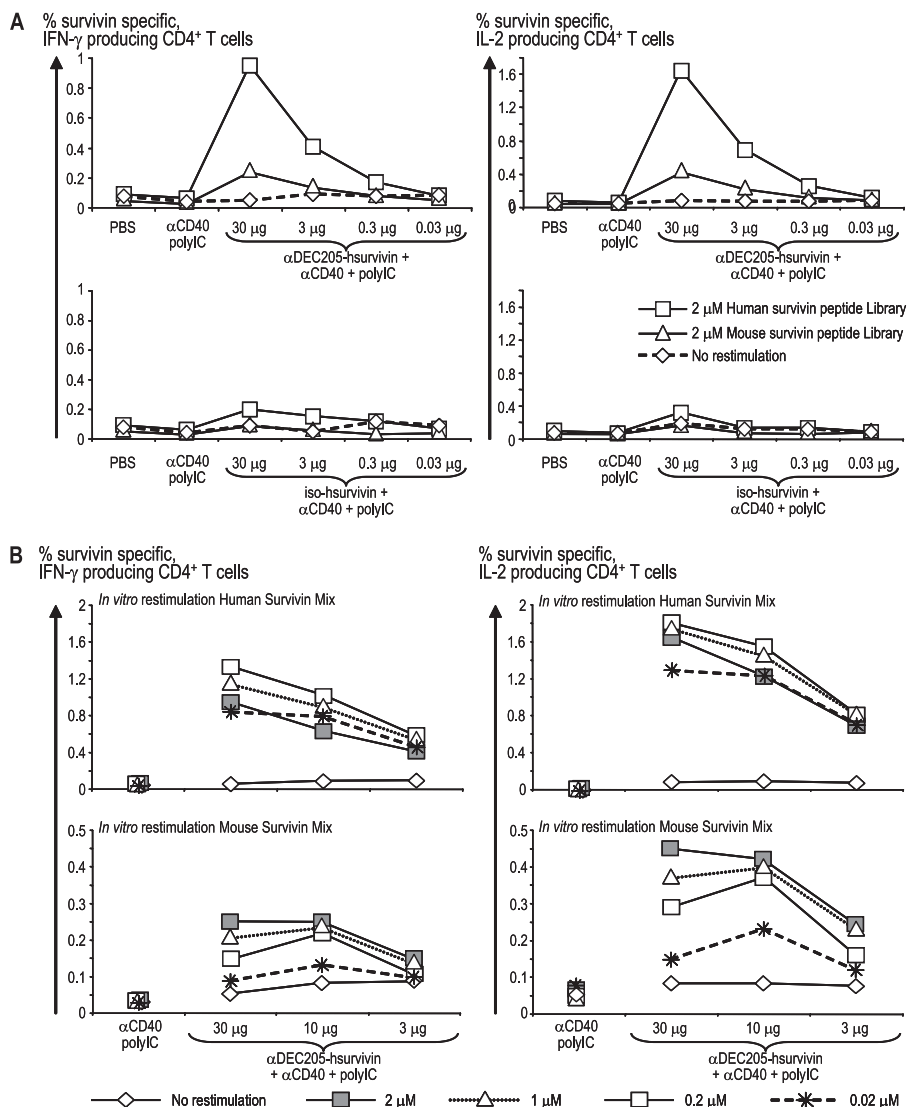 A
% survivin specific,
IFN-γ producing CD4+ T cells
1
0.8
0.6
0.4
0.2
0
PBS
αCD40
polyIC
30 μg
3 μg
0.3 μg
0.03 μg
αDEC205-hsurvivin +
αCD40 + polyIC
% survivin specific,
IL-2 producing CD4+ T cells
1.6
1.2
0.8
0.4
0.0
PBS
αCD40
polyIC
30 μg
3 μg
0.3 μg
0.03 μg
αDEC205-hsurvivin +
αCD40 + polyIC
1
0.8
0.6
0.4
0.2
0
PBS
αCD40
polyIC
30 μg
3 μg
0.3 μg
0.03 μg
iso-hsurvivin +
αCD40 + polyIC
1.6
1.2
0.8
0.4
0
2 μM Human survivin peptide Library
2 μM Mouse survivin peptide Library
No restimulation
PBS
αCD40
polyIC
30 μg
3 μg
0.3 μg
0.03 μg
iso-hsurvivin +
αCD40 + polyIC
B
% survivin specific,
IFN-γ producing CD4+ T cells
In vitro restimulation Human Survivin Mix
2
1.6
1.2
0.8
0.4
0
% survivin specific,
IL-2 producing CD4+ T cells
In vitro restimulation Human Survivin Mix
2
1.6
1.2
0.8
0.4
0
In vitro restimulation Mouse Survivin Mix
0.5
0.4
0.3
0.2
0.1
0
αCD40
polyIC
30 μg
10 μg
3 μg
αDEC205-hsurvivin
+ αCD40 + polyIC
In vitro restimulation Mouse Survivin Mix
0.5
0.4
0.3
0.2
0.1
0
αCD40
polyIC
30 μg
10 μg
3 μg
αDEC205-hsurvivin
+ αCD40 + polyIC
No restimulation
2 μM
1 μM
0.2 μM
0.02 μM